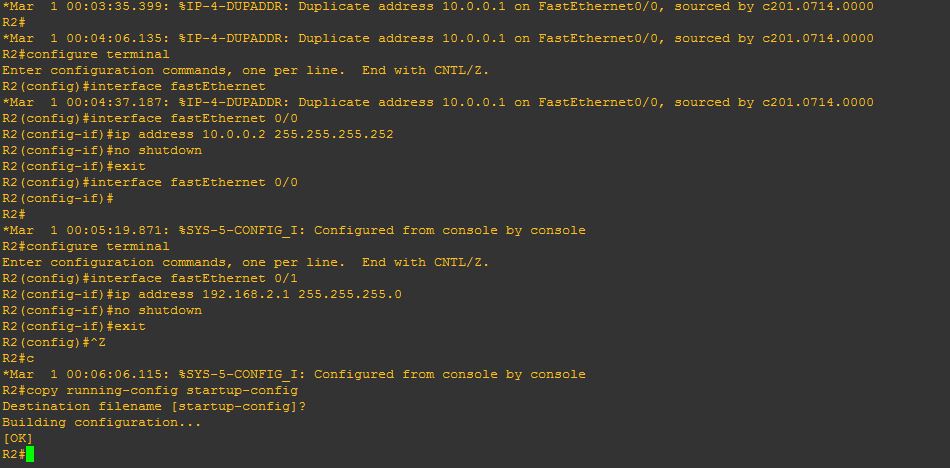 *Mar  1 00:03:35.399: %IP-4-DUPADDR: Duplicate address 10.0.0.1 on FastEthernet0/0, sourced by c201.0714.0000
R2#
*Mar  1 00:04:06.135: %IP-4-DUPADDR: Duplicate address 10.0.0.1 on FastEthernet0/0, sourced by c201.0714.0000
R2#configure terminal
Enter configuration commands, one per line.  End with CNTL/Z.
R2(config)#interface fastEthernet
*Mar  1 00:04:37.187: %IP-4-DUPADDR: Duplicate address 10.0.0.1 on FastEthernet0/0, sourced by c201.0714.0000
R2(config)#interface fastEthernet 0/0
R2(config-if)#ip address 10.0.0.2 255.255.255.252
R2(config-if)#no shutdown
R2(config-if)#exit
R2(config)#interface fastEthernet 0/0
R2(config-if)#
R2#
*Mar  1 00:05:19.871: %SYS-5-CONFIG_I: Configured from console by console
R2#configure terminal
Enter configuration commands, one per line.  End with CNTL/Z.
R2(config)#interface fastEthernet 0/1
R2(config-if)#ip address 192.168.2.1 255.255.255.0
R2(config-if)#no shutdown
R2(config-if)#exit
R2(config)#^Z
R2#c
*Mar  1 00:06:06.115: %SYS-5-CONFIG_I: Configured from console by console
R2#copy running-config startup-config
Destination filename [startup-config]?
Building configuration...
[OK]
R2#